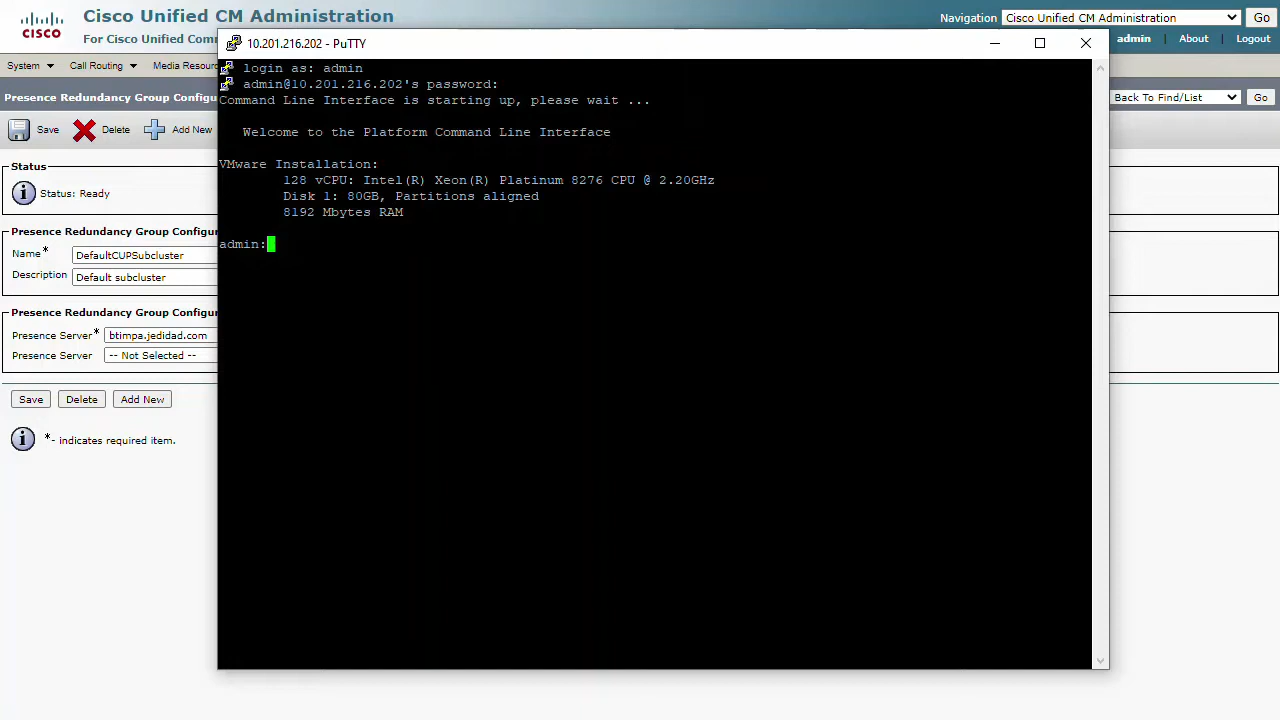 Cisco Unified CM Administration
Navigation Cisco Unified CM Administration Go
CISCO
For Cisco Unified Com
admin | About | Logout
System Call Routing Media Resour
10.201.216.202 - PuTTY
login as: admin
admin@10.201.216.202's password:
Command Line Interface is starting up, please wait ...
Welcome to the Platform Command Line Interface
VMware Installation:
128 vCPU: Intel(R) Xeon(R) Platinum 8276 CPU @ 2.20GHz
Disk 1: 80GB, Partitions aligned
8192 Mbytes RAM
admin:
Presence Redundancy Group Configu
Back To Find/List Go
Save Delete Add New
Status
Status: Ready
Presence Redundancy Group Configur
Name* DefaultCUPSubcluster
Description Default subcluster
Presence Redundancy Group Configur
Presence Server* btimpa.jedidad.com
Presence Server -- Not Selected --
Save Delete Add New
*- indicates required item.